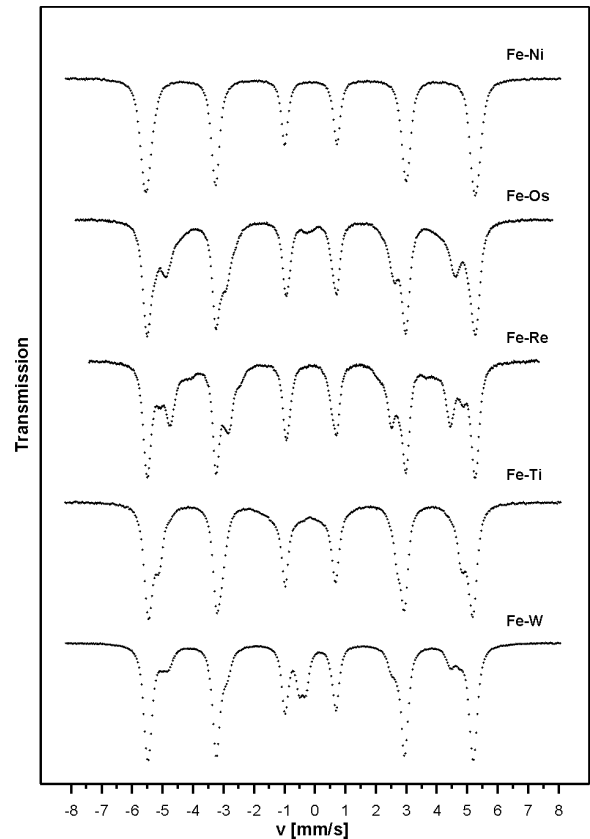 Fe-Ni
Fe-Os
Fe-Re
Fe-Ti
Fe-W
Transmission
-8 -7 -6 -5 -4 -3 -2 -1 0 1 2 3 4 5 6 7 8
v [mm/s]